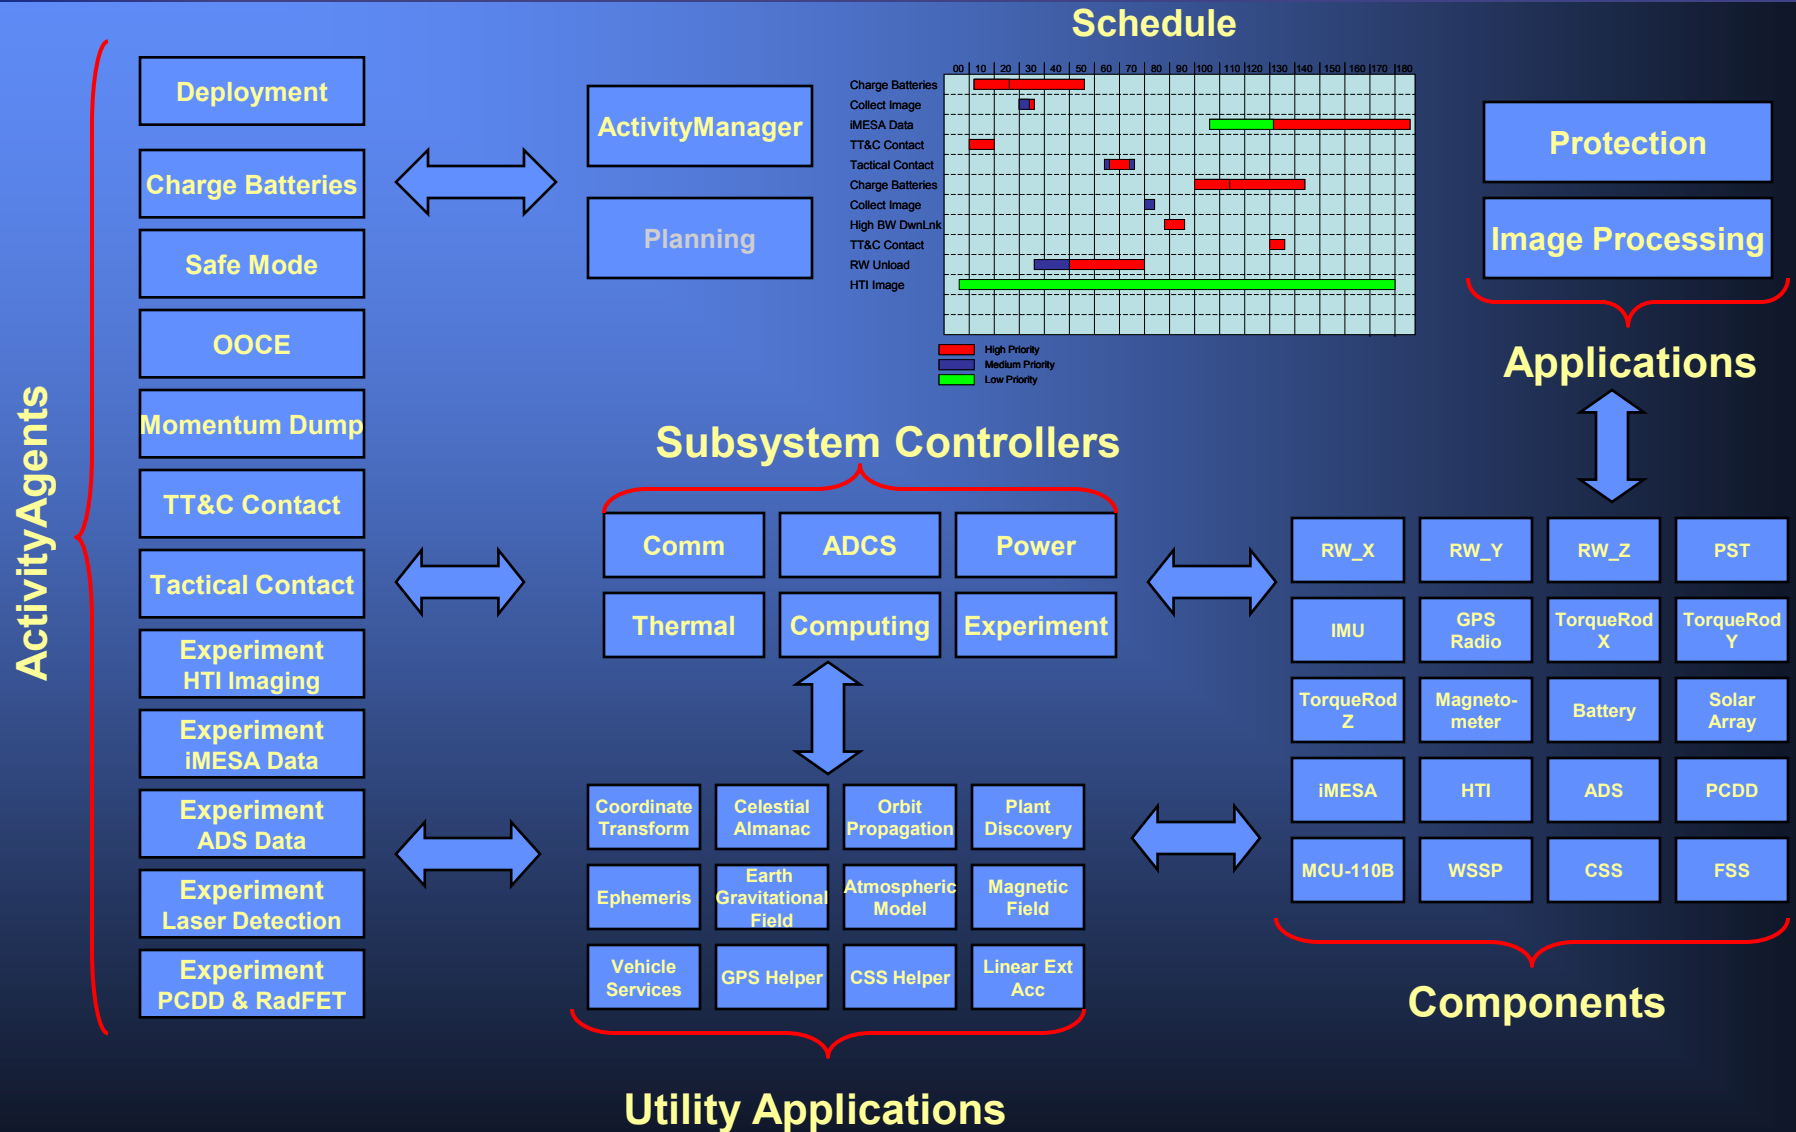 Schedule
ActivityAgents
Deployment
Charge Batteries
Safe Mode
OOCE
Momentum Dump
TT&C Contact
Tactical Contact
Experiment
HTI Imaging
Experiment
iMESA Data
Experiment
ADS Data
Experiment
Laser Detection
Experiment
PCDD & RadFET
ActivityManager
Planning
00 10 20 30 40 50 60 70 80 90 100 110 120 130 140 150 160 170 180
Charge Batteries
Collect Image
iMESA Data
TT&C Contact
Tactical Contact
Charge Batteries
Collect Image
High BW DwnLnk
TT&C Contact
RW Unload
HTI Image
High Priority
Medium Priority
Low Priority
Protection
Image Processing
Applications
Subsystem Controllers
Comm
ADCS
Power
Thermal
Computing
Experiment
Coordinate
Transform
Celestial
Almanac
Orbit
Propagation
Plant
Discovery
Ephemeris
Earth
Gravitational
Field
Atmospheric
Model
Magnetic
Field
Vehicle
Services
GPS Helper
CSS Helper
Linear Ext
Acc
Utility Applications
RW_X
RW_Y
RW_Z
PST
IMU
GPS
Radio
TorqueRod
X
TorqueRod
Y
TorqueRod
Z
Magneto-
meter
Battery
Solar
Array
iMESA
HTI
ADS
PCDD
MCU-110B
WSSP
CSS
FSS
Components